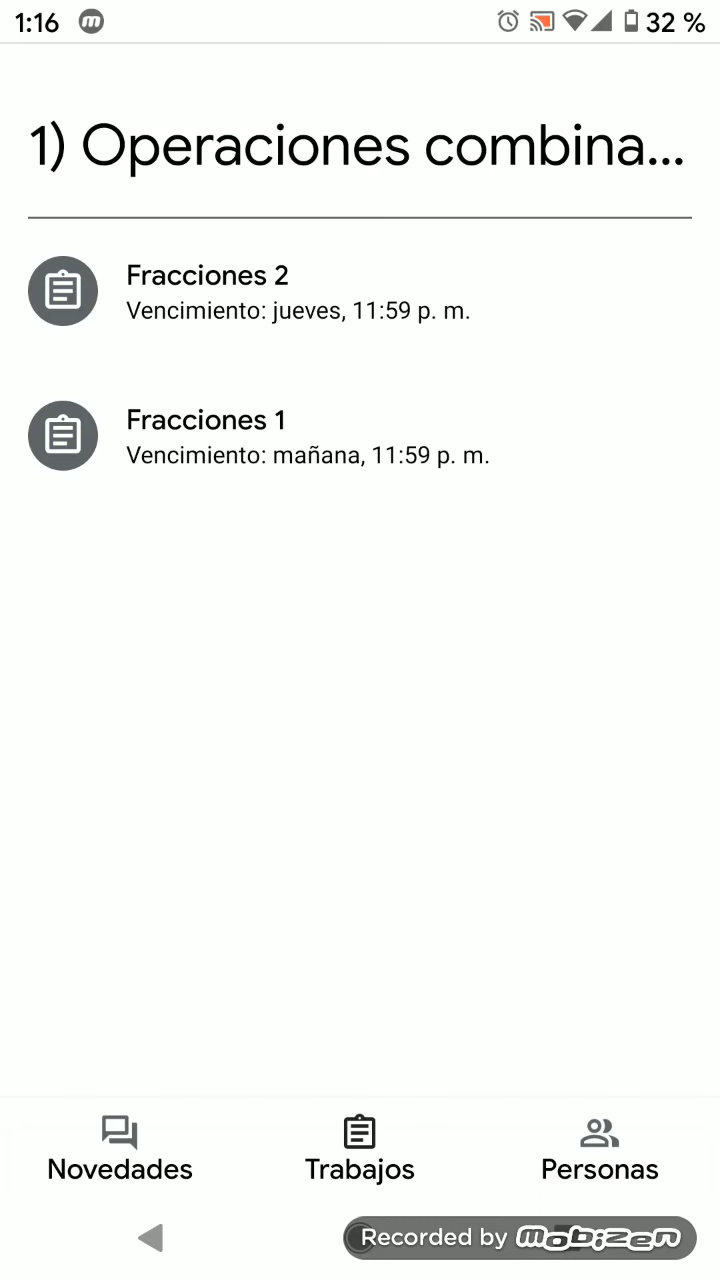 1:16 m 32 %
1) Operaciones combina...
Fracciones 2
Vencimiento: jueves, 11:59 p. m.
Fracciones 1
Vencimiento: mañana, 11:59 p. m.
Novedades Trabajos Personas
Recorded by mobizen